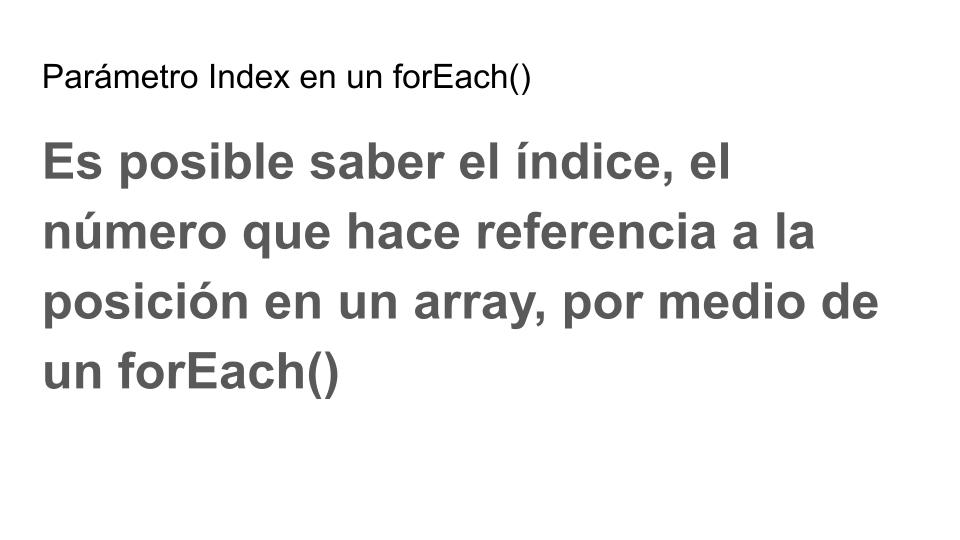 Parámetro Index en un forEach()
Es posible saber el índice, el
número que hace referencia a la
posición en un array, por medio de
un forEach()